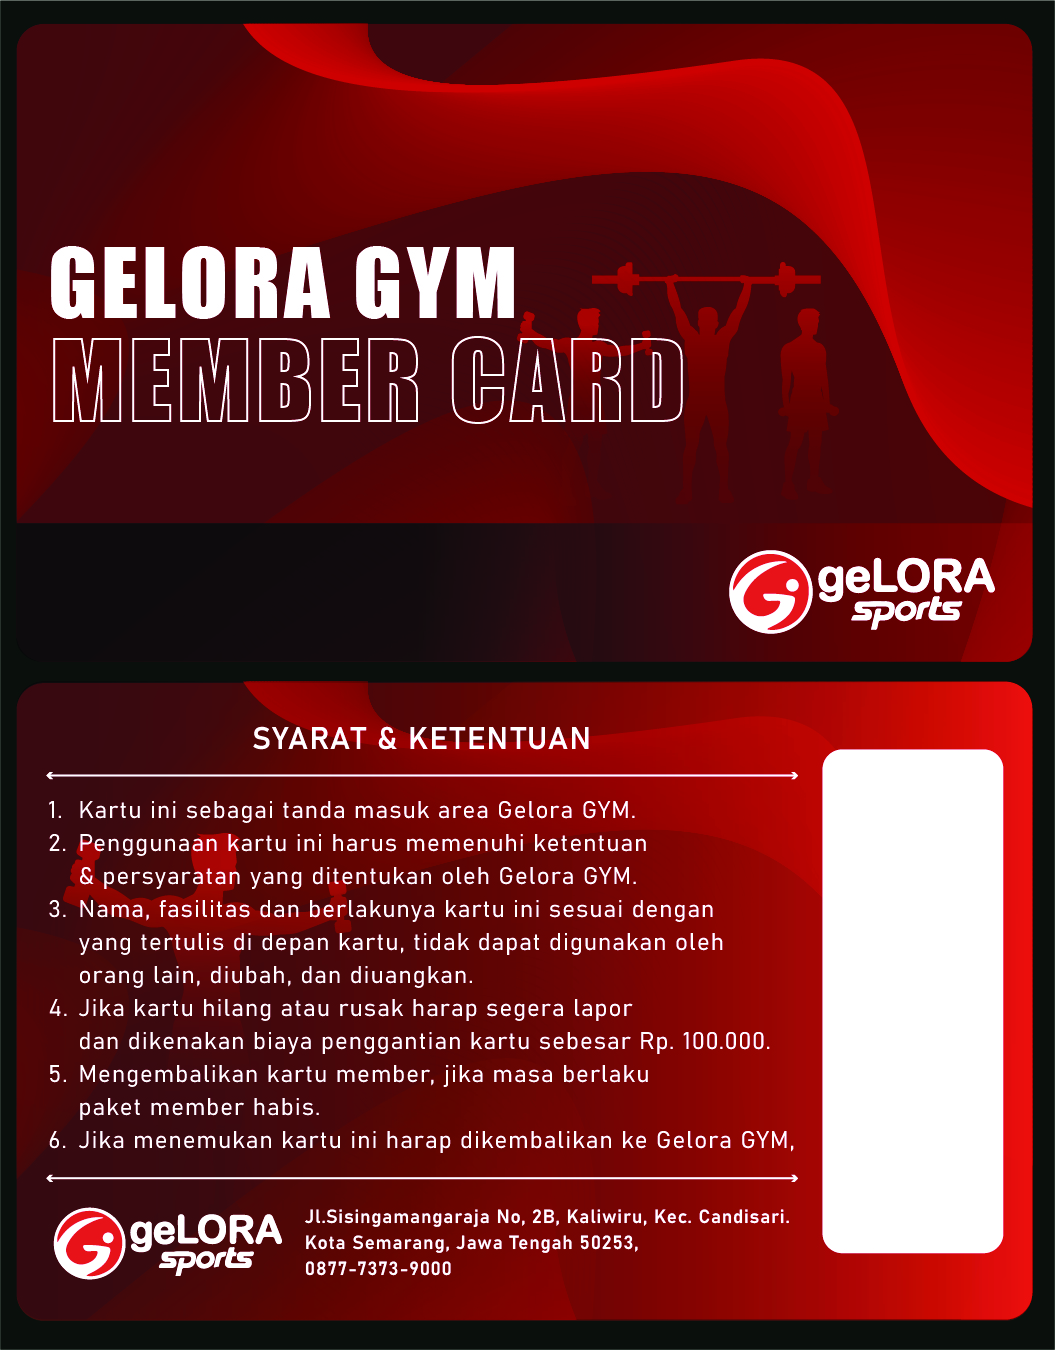 GELORA GYM
MEMBER CARD
geLORA
sports
SYARAT & KETENTUAN
1. Kartu ini sebagai tanda masuk area Gelora GYM.
2. Penggunaan kartu ini harus memenuhi ketentuan
& persyaratan yang ditentukan oleh Gelora GYM.
3. Nama, fasilitas dan berlakunya kartu ini sesuai dengan
yang tertulis di depan kartu, tidak dapat digunakan oleh
orang lain, diubah, dan diuangkan.
4. Jika kartu hilang atau rusak harap segera lapor
dan dikenakan biaya penggantian kartu sebesar Rp. 100.000.
5. Mengembalikan kartu member, jika masa berlaku
paket member habis.
6. Jika menemukan kartu ini harap dikembalikan ke Gelora GYM,
geLORA
sports
Jl.Sisingamangaraja No, 2B, Kaliwiru, Kec. Candisari.
Kota Semarang, Jawa Tengah 50253,
0877-7373-9000